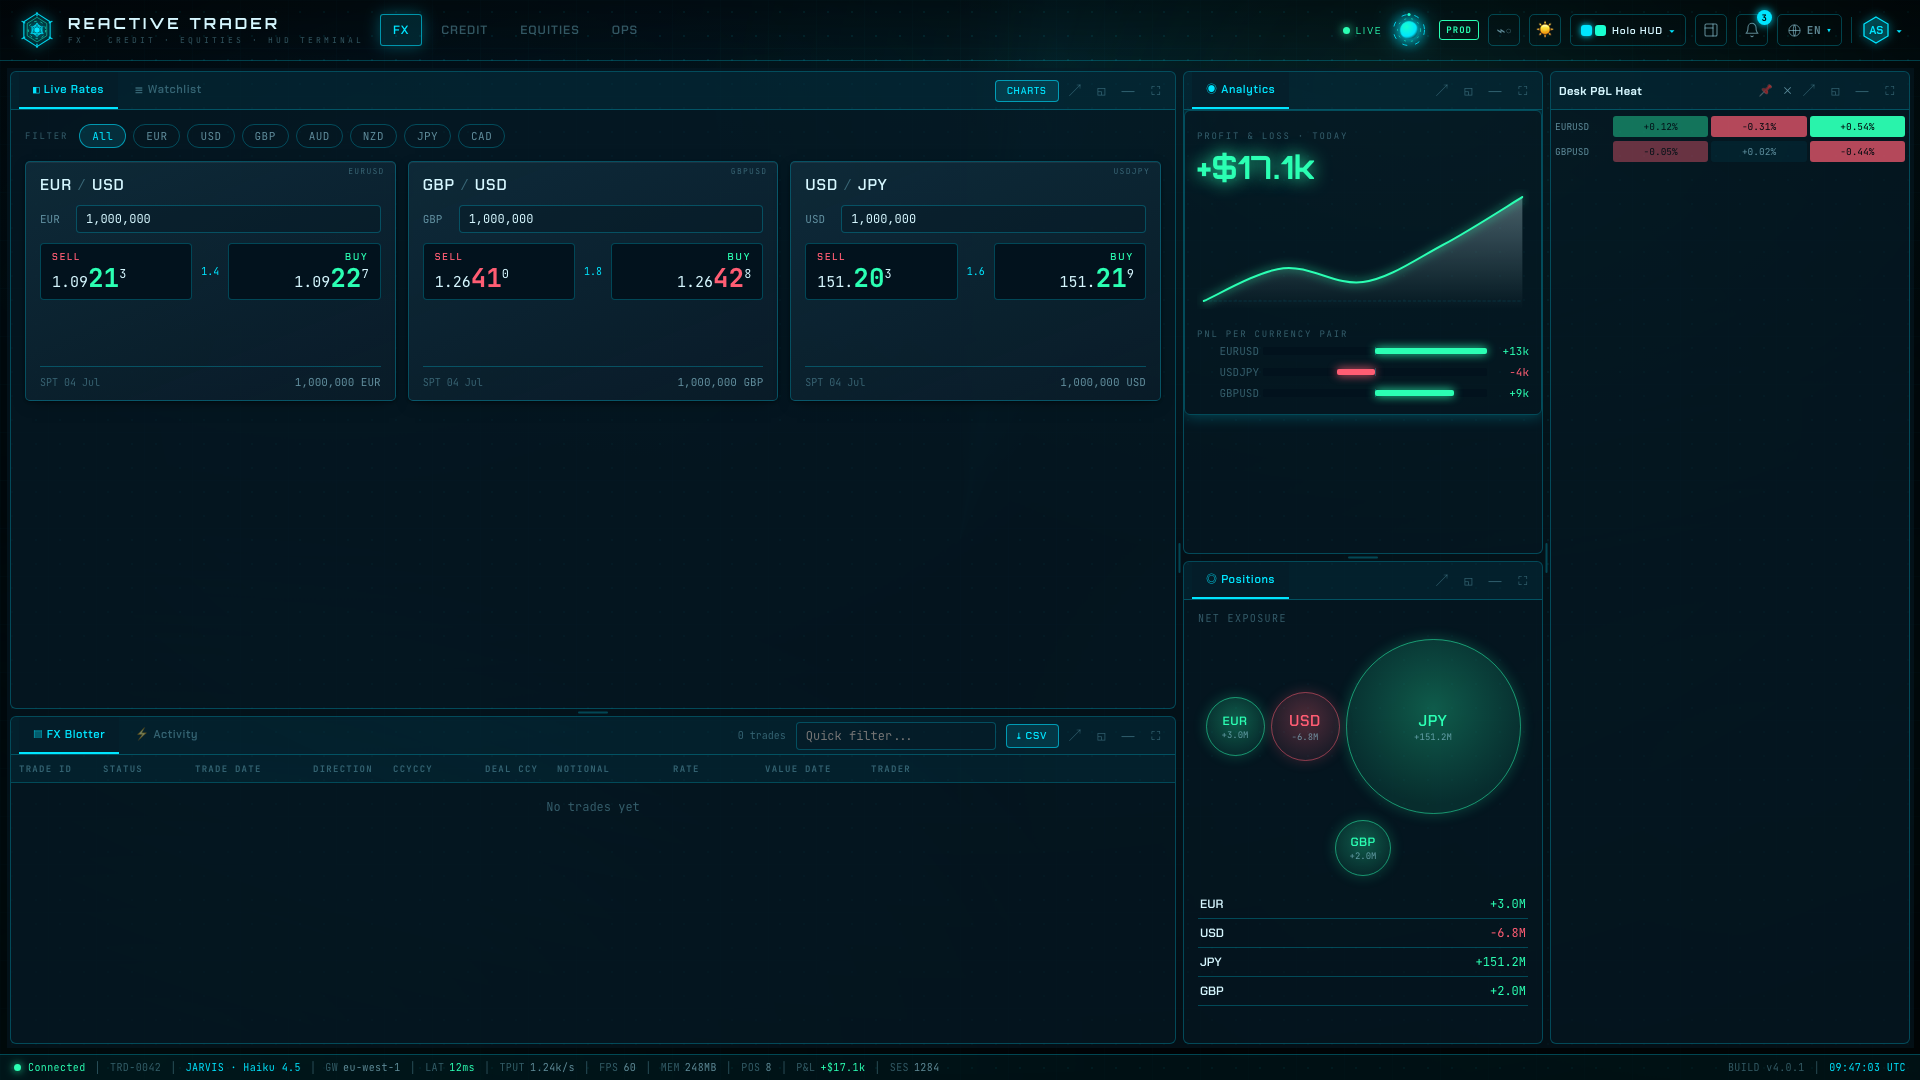 REACTIVE TRADER
FX · CREDIT · EQUITIES · HUD TERMINAL
FX CREDIT EQUITIES OPS
LIVE PROD Holo HUD 3 EN AS
Live Rates Watchlist CHARTS
FILTER All EUR USD GBP AUD NZD JPY CAD
EURUSD
EUR / USD
EUR 1,000,000
SELL BUY
1.09213 1.4 1.09227
SPT 04 Jul 1,000,000 EUR
GBPUSD
GBP / USD
GBP 1,000,000
SELL BUY
1.26410 1.8 1.26428
SPT 04 Jul 1,000,000 GBP
USDJPY
USD / JPY
USD 1,000,000
SELL BUY
151.203 1.6 151.219
SPT 04 Jul 1,000,000 USD
FX Blotter Activity 0 trades Quick filter... ↓ CSV
TRADE ID STATUS TRADE DATE DIRECTION CCYCCY DEAL CCY NOTIONAL RATE VALUE DATE TRADER
No trades yet
Analytics
PROFIT & LOSS · TODAY
+$17.1k
PNL PER CURRENCY PAIR
EURUSD +13k
USDJPY -4k
GBPUSD +9k
Positions
NET EXPOSURE
EUR
+3.0M
USD
-6.8M
JPY
+151.2M
GBP
+2.0M
EUR +3.0M
USD -6.8M
JPY +151.2M
GBP +2.0M
Desk P&L Heat
EURUSD +0.12% -0.31% +0.54%
GBPUSD -0.05% +0.02% -0.44%
Connected TRD-0042 JARVIS · Haiku 4.5 GW eu-west-1 LAT 12ms TPUT 1.24k/s FPS 60 MEM 248MB POS 8 P&L +$17.1k SES 1284 BUILD v4.0.1 09:47:03 UTC